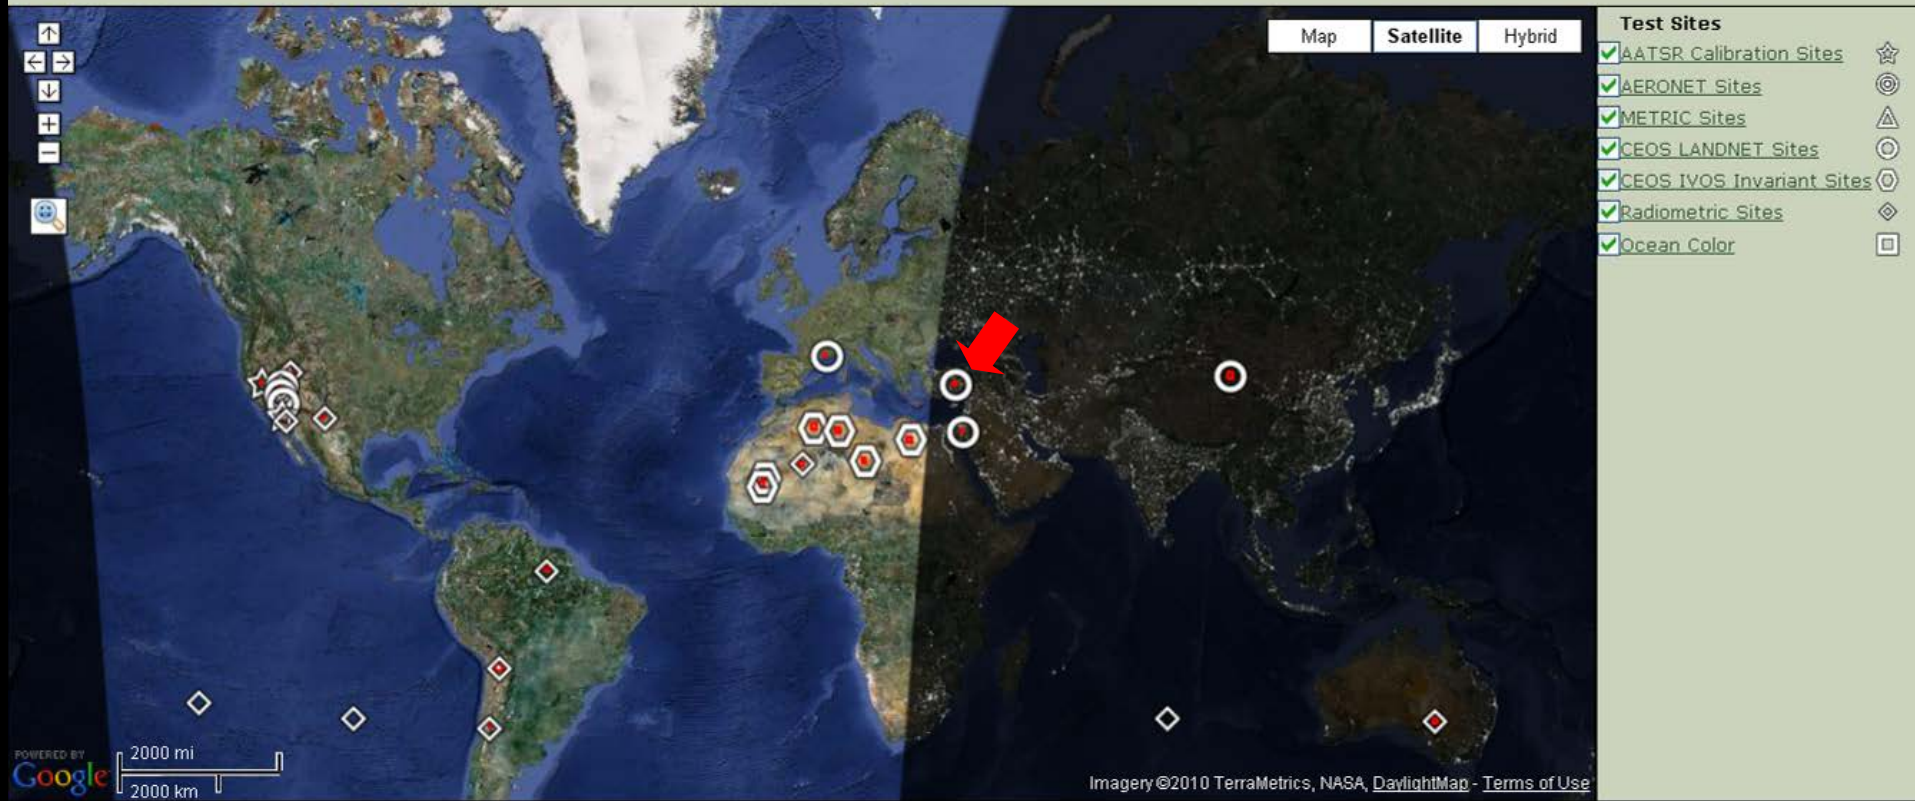 Map Satellite Hybrid
Test Sites
AATSR Calibration Sites
AERONET Sites
METRIC Sites
CEOS LANDNET Sites
CEOS IVOS Invariant Sites
Radiometric Sites
Ocean Color
POWERED BY
Google
2000 mi
2000 km
Imagery ©2010 TerraMetrics, NASA, DaylightMap - Terms of Use